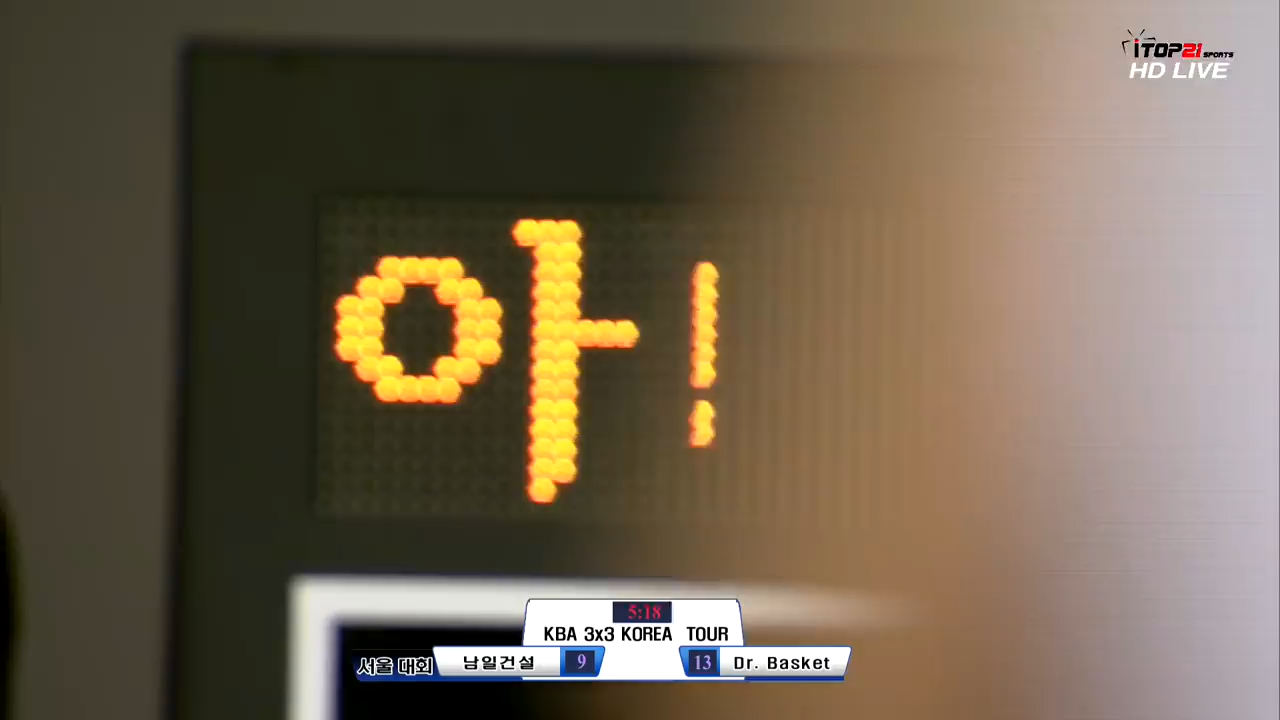 iTOP21 SPORTS
HD LIVE
아!
5:18
KBA 3x3 KOREA TOUR
서울 대회 남일건설 9 13 Dr. Basket